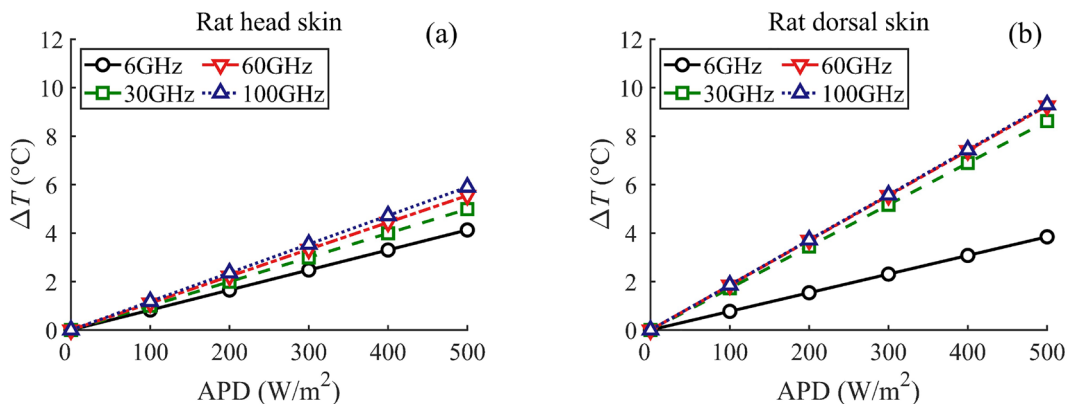 Rat head skin
(a)
12
10
8
6
4
2
0
6GHz
60GHz
30GHz
100GHz
ΔT (°C)
0 100 200 300 400 500
APD (W/m²)
Rat dorsal skin
(b)
12
10
8
6
4
2
0
6GHz
60GHz
30GHz
100GHz
ΔT (°C)
0 100 200 300 400 500
APD (W/m²)